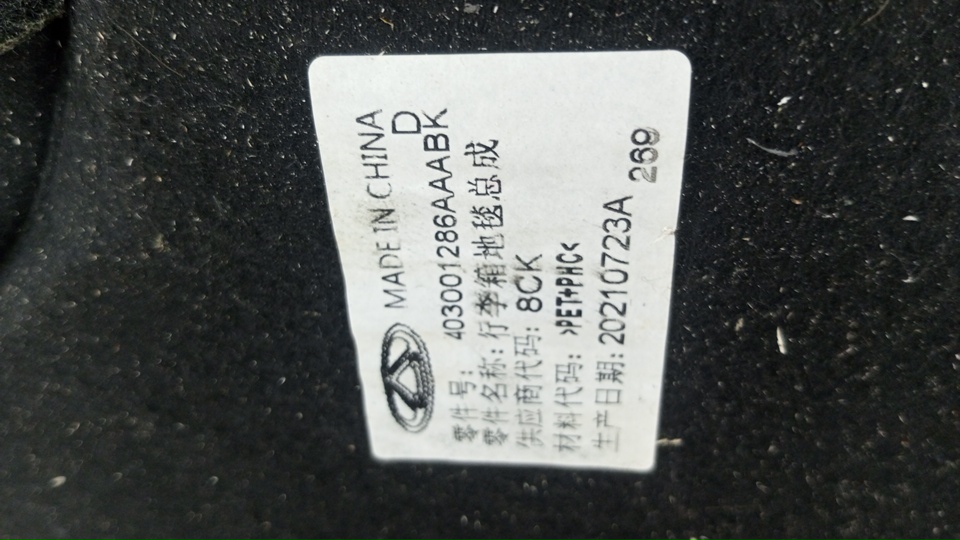 MADE IN CHINA
D
零件号: 403001286AAABK
零件名称: 行李箱地毯总成
供应商代码: 8CK
材料代码: >PET+PHC<
生产日期: 20210723A 269